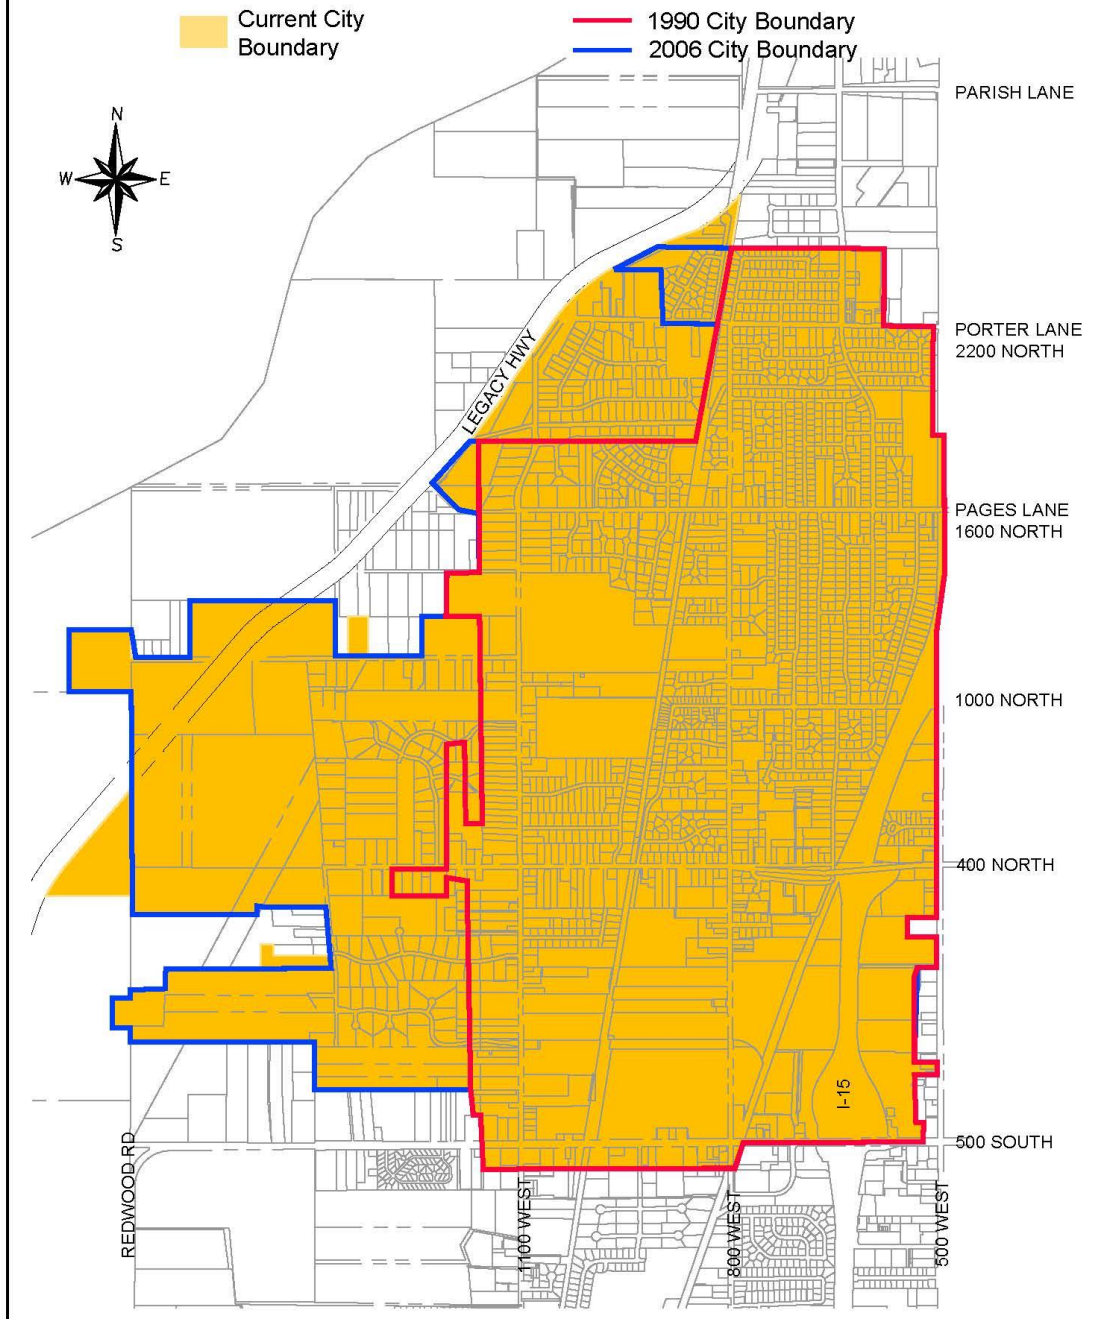 Current City
Boundary
1990 City Boundary
2006 City Boundary
N
W
E
S
PARISH LANE
LEGACY HWY
PORTER LANE
2200 NORTH
PAGES LANE
1600 NORTH
1000 NORTH
400 NORTH
I-15
500 SOUTH
REDWOOD RD
1100 WEST
800 WEST
500 WEST